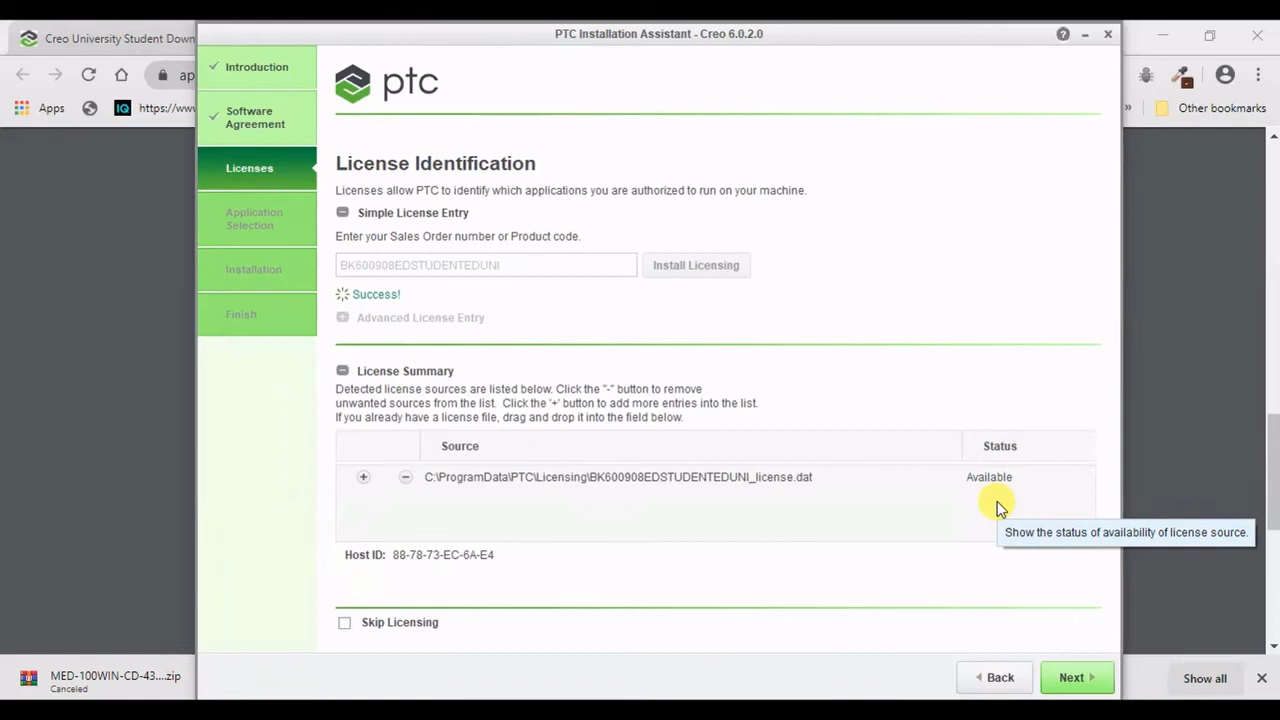 Creo University Student Down
PTC Installation Assistant - Creo 6.0.2.0
ap
Apps
IQ
https://www
»
Other bookmarks
Introduction
Software
Agreement
Licenses
Application
Selection
Installation
Finish
ptc
License Identification
Licenses allow PTC to identify which applications you are authorized to run on your machine.
Simple License Entry
Enter your Sales Order number or Product code.
BK600908EDSTUDENTEDUNI
Install Licensing
Success!
Advanced License Entry
License Summary
Detected license sources are listed below. Click the "-" button to remove
unwanted sources from the list. Click the '+' button to add more entries into the list.
If you already have a license file, drag and drop it into the field below.
Source
Status
C:\ProgramData\PTC\Licensing\BK600908EDSTUDENTEDUNI_license.dat
Available
Show the status of availability of license source.
Host ID: 88-78-73-EC-6A-E4
Skip Licensing
Back
Next
MED-100WIN-CD-43....zip
Canceled
Show all